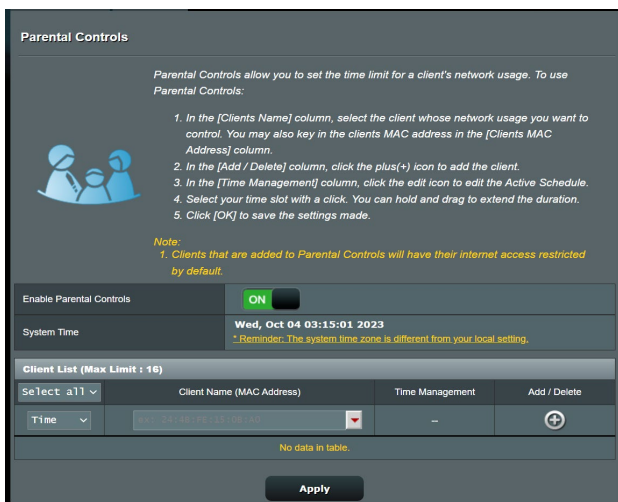 Parental Controls
Parental Controls allow you to set the time limit for a client's network usage. To use
Parental Controls:
1. In the [Clients Name] column, select the client whose network usage you want to
control. You may also key in the clients MAC address in the [Clients MAC
Address] column.
2. In the [Add / Delete] column, click the plus(+) icon to add the client.
3. In the [Time Management] column, click the edit icon to edit the Active Schedule.
4. Select your time slot with a click. You can hold and drag to extend the duration.
5. Click [OK] to save the settings made.
Note:
1. Clients that are added to Parental Controls will have their internet access restricted
by default.
Enable Parental Controls ON
System Time Wed, Oct 04 03:15:01 2023
* Reminder: The system time zone is different from your local setting.
Client List (Max Limit : 16)
Select all Client Name (MAC Address) Time Management Add / Delete
Time ex: --
No data in table.
Apply